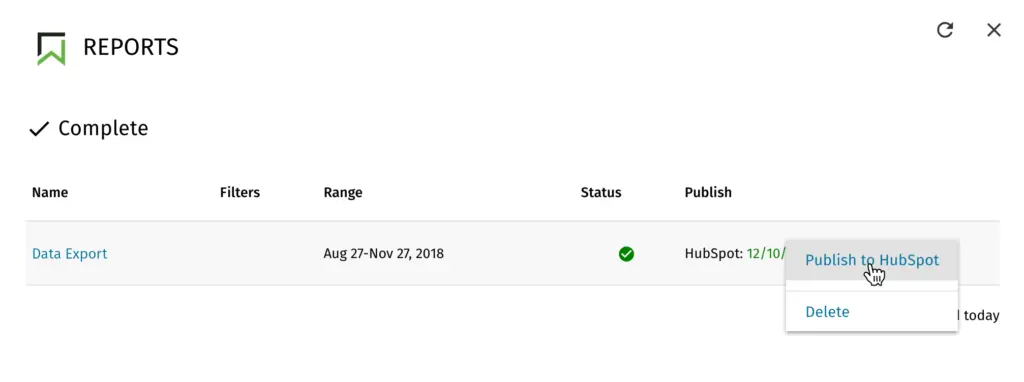 REPORTS
Complete
Name Filters Range Status Publish
Data Export Aug 27-Nov 27, 2018 HubSpot: 12/10/
Publish to HubSpot
Delete
today